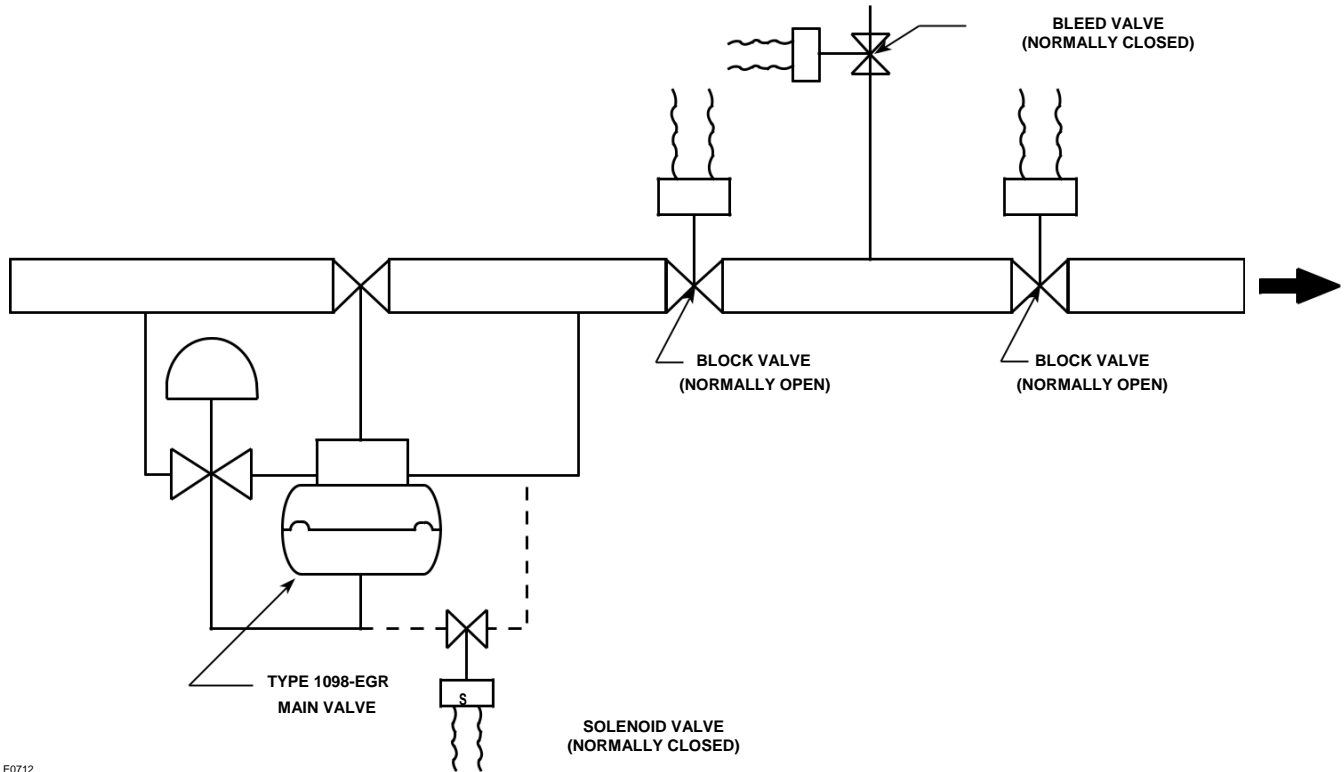 BLEED VALVE
(NORMALLY CLOSED)
BLOCK VALVE
(NORMALLY OPEN)
BLOCK VALVE
(NORMALLY OPEN)
TYPE 1098-EGR
MAIN VALVE
S
SOLENOID VALVE
(NORMALLY CLOSED)
E0712